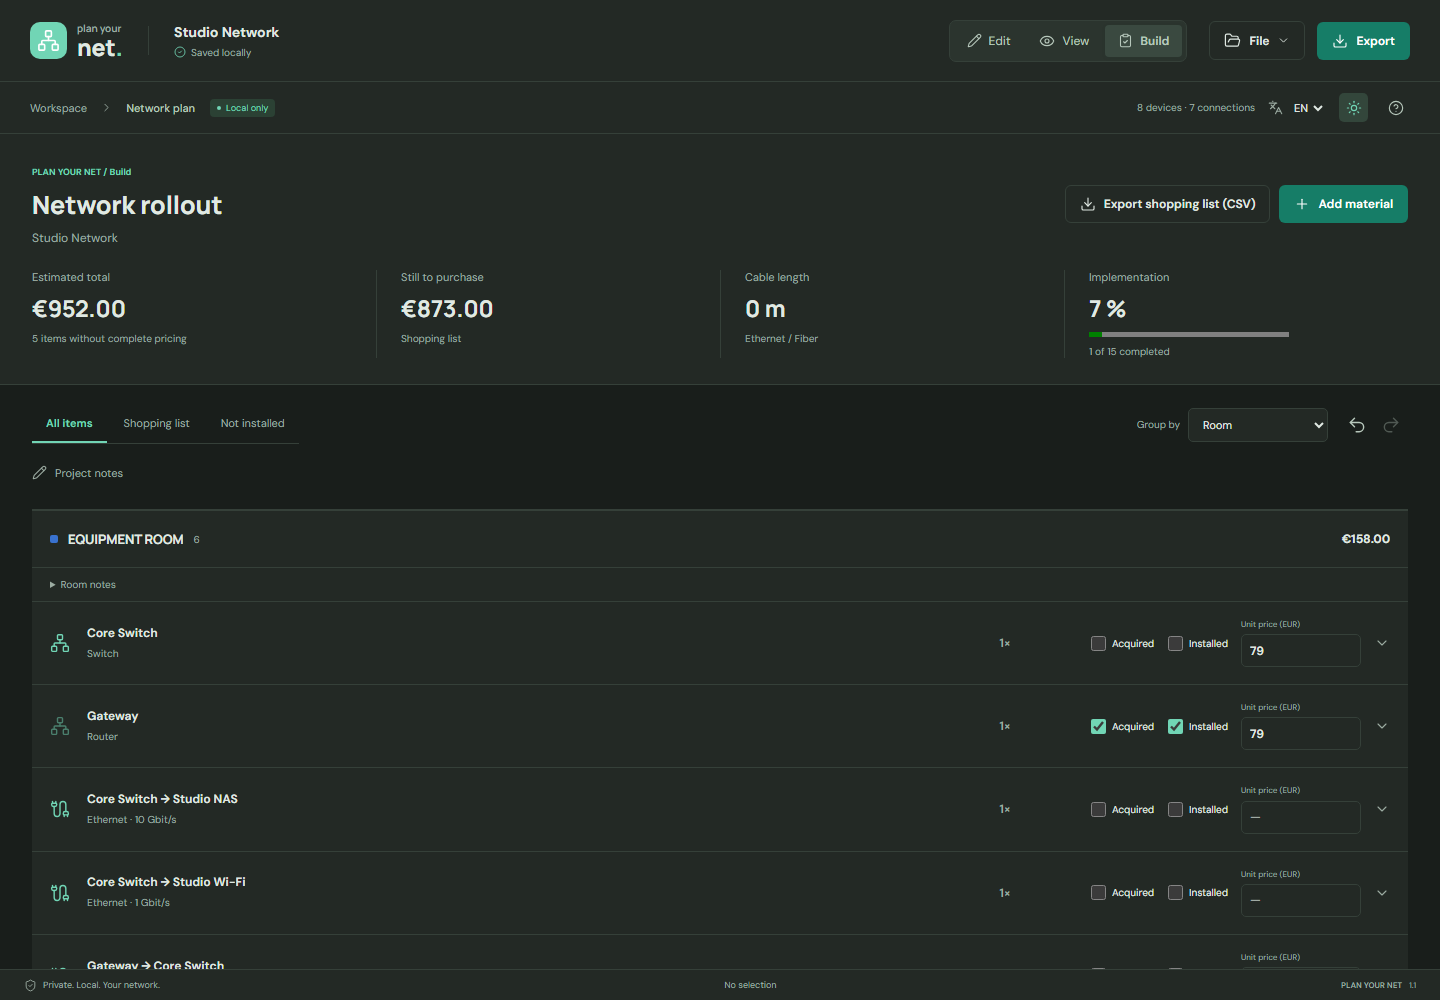 plan your
net.
Studio Network
Saved locally
Edit
View
Build
File
Export
Workspace
Network plan
Local only
8 devices · 7 connections
EN
PLAN YOUR NET / Build
Network rollout
Studio Network
Export shopping list (CSV)
Add material
Estimated total
€952.00
5 items without complete pricing
Still to purchase
€873.00
Shopping list
Cable length
0 m
Ethernet / Fiber
Implementation
7 %
1 of 15 completed
All items
Shopping list
Not installed
Group by
Room
Project notes
EQUIPMENT ROOM 6
€158.00
Room notes
Core Switch
Switch
1×
Acquired
Installed
Unit price (EUR)
79
Gateway
Router
1×
Acquired
Installed
Unit price (EUR)
79
Core Switch → Studio NAS
Ethernet · 10 Gbit/s
1×
Acquired
Installed
Unit price (EUR)
—
Core Switch → Studio Wi-Fi
Ethernet · 1 Gbit/s
1×
Acquired
Installed
Unit price (EUR)
—
Gateway → Core Switch
Unit price (EUR)
Private. Local. Your network.
No selection
PLAN YOUR NET 1.1